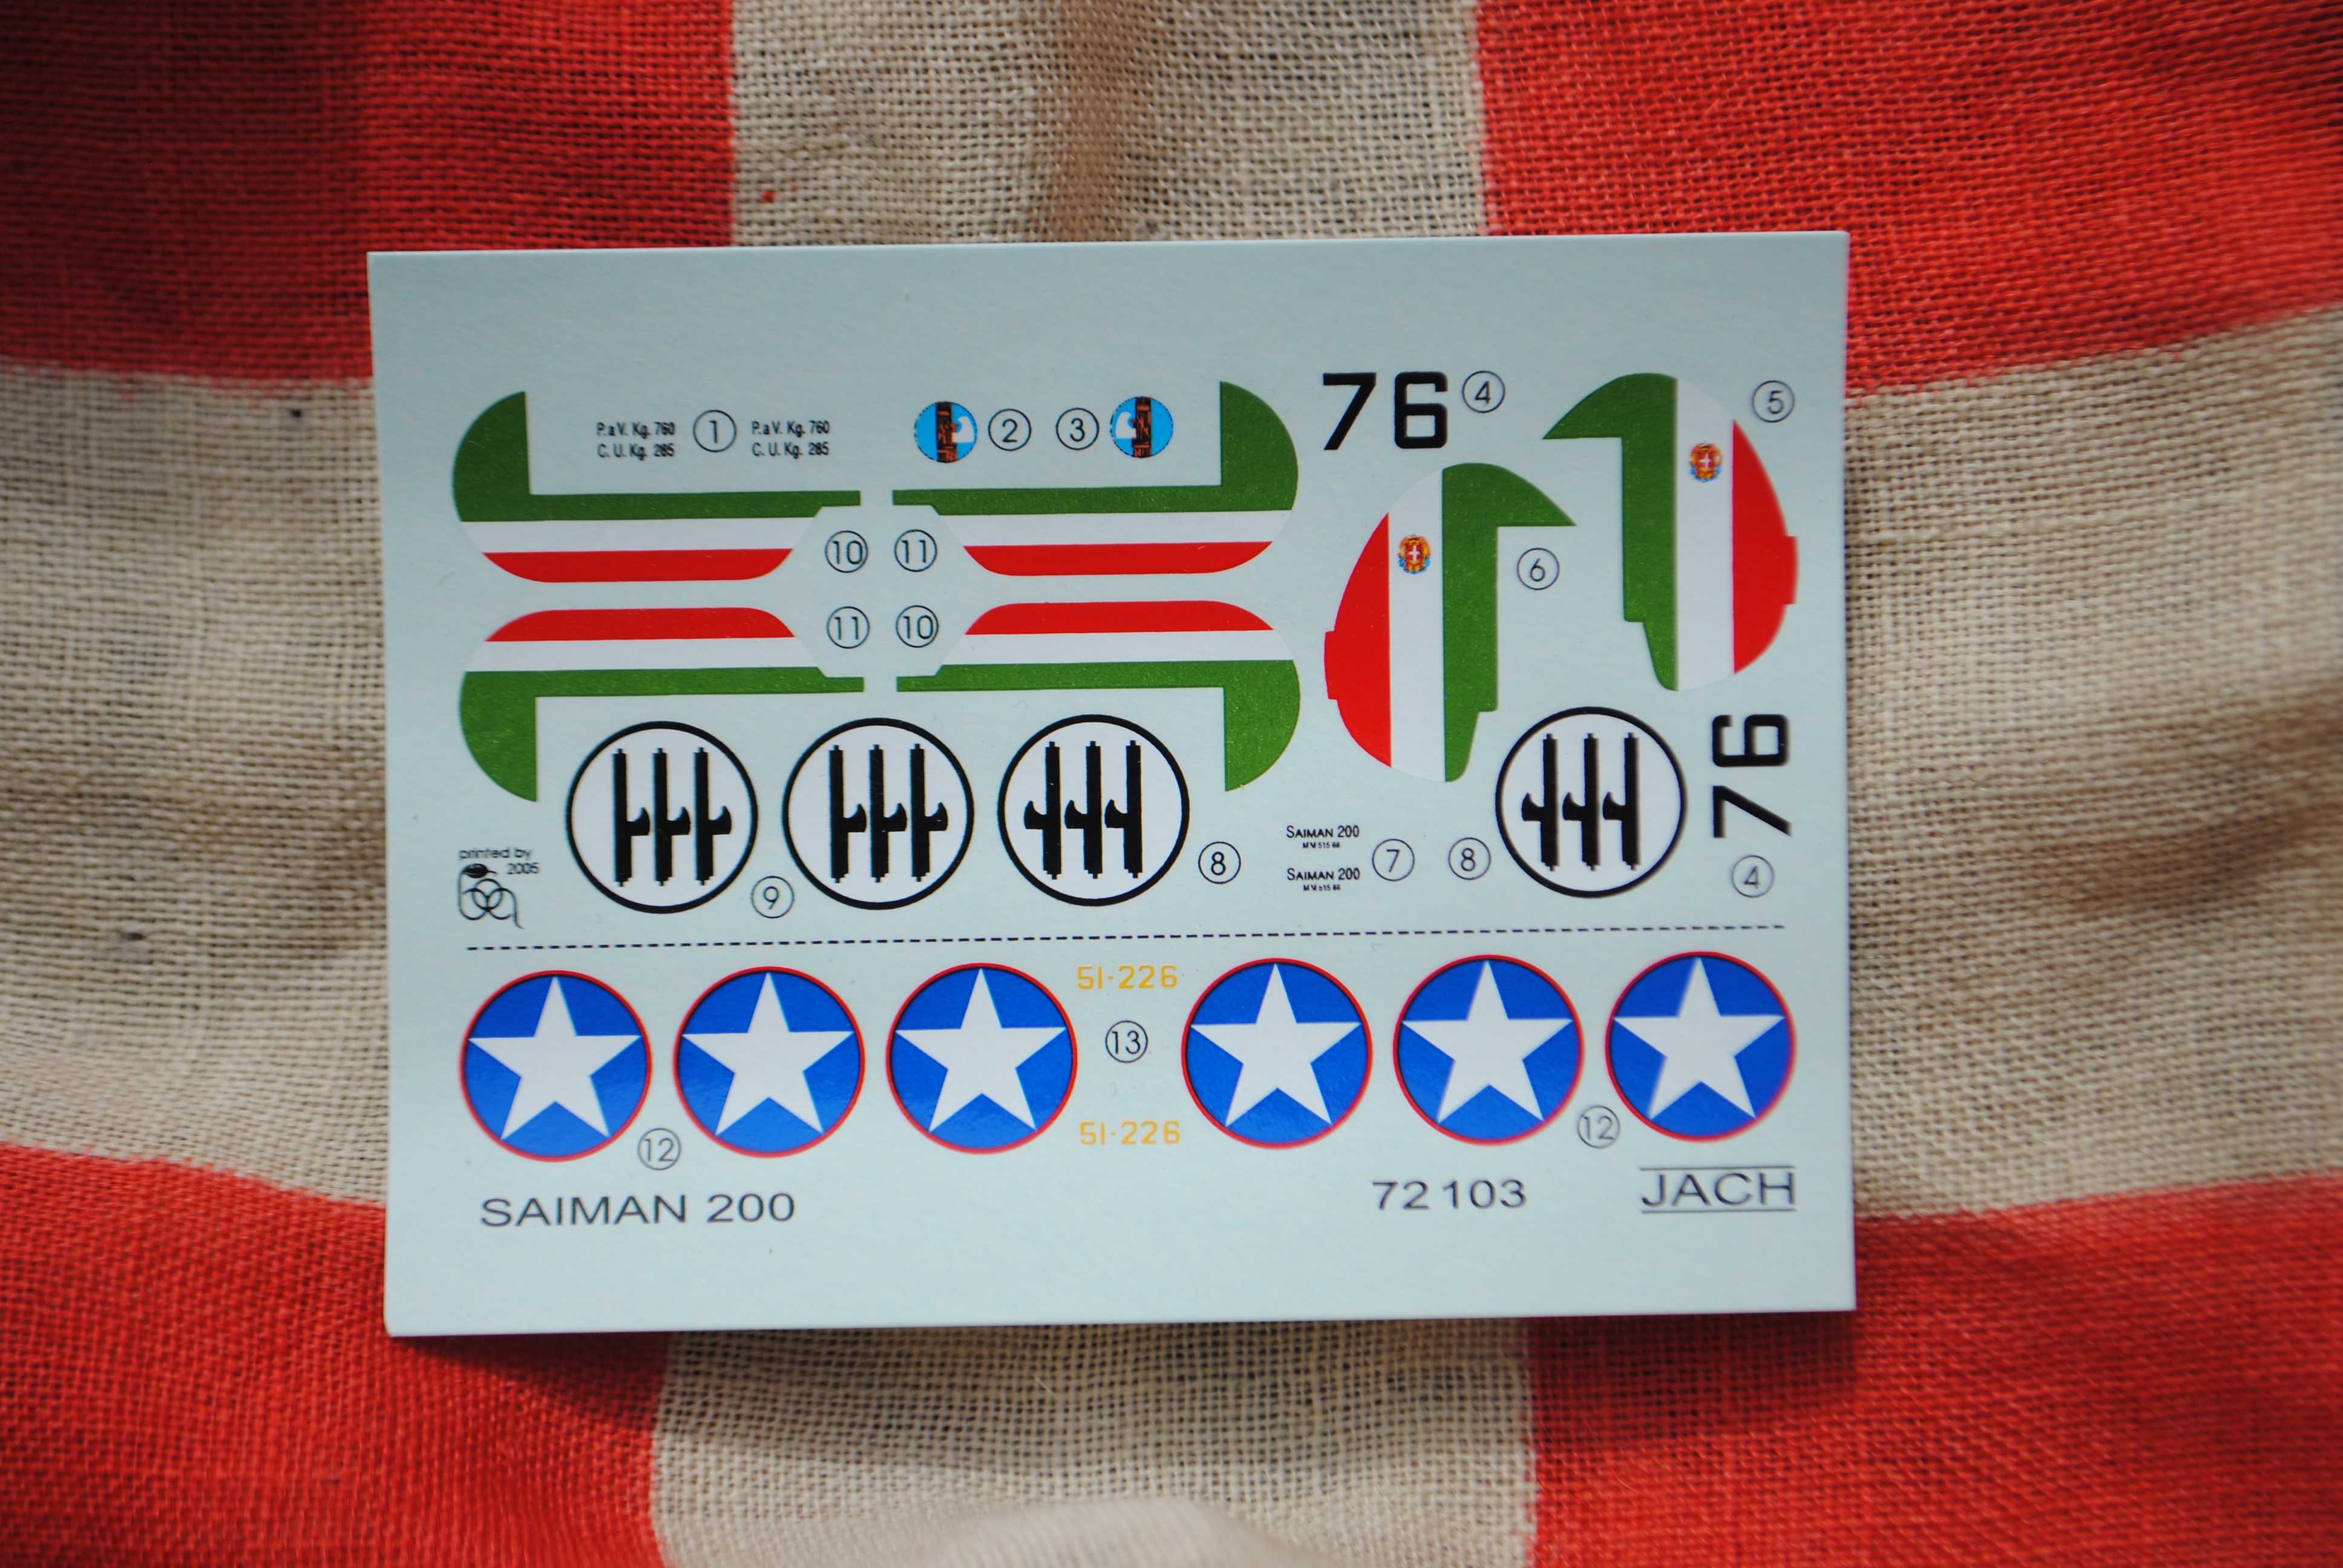 P.a V. Kg. 760
C. U. Kg. 285
1
P.a V. Kg. 760
C. U. Kg. 285
2
3
76
4
5
6
10
11
11
10
printed by
2005
boa
9
8
SAIMAN 200
SAIMAN 200
7
8
76
4
51-226
13
51-226
12
12
SAIMAN 200
72103
JACH